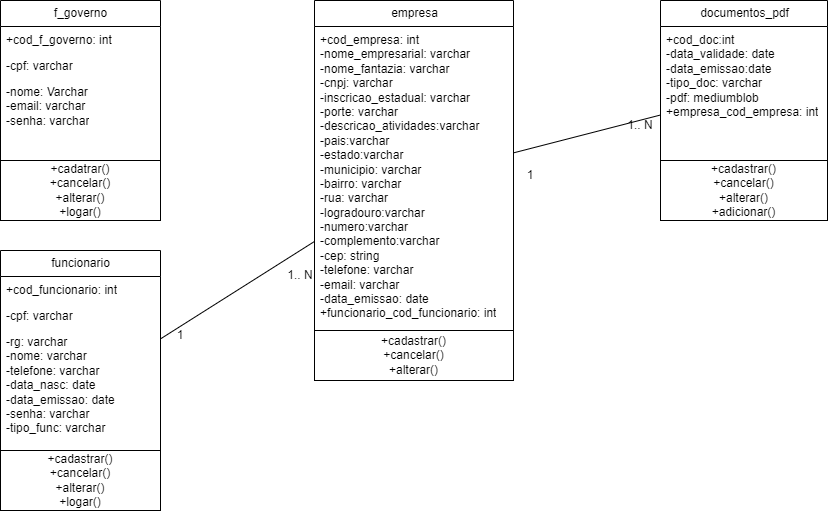 f_governo
+cod_f_governo: int
-cpf: varchar
-nome: Varchar
-email: varchar
-senha: varchar
+cadatrar()
+cancelar()
+alterar()
+logar()
funcionario
+cod_funcionario: int
-cpf: varchar
-rg: varchar
-nome: varchar
-telefone: varchar
-data_nasc: date
-data_emissao: date
-senha: varchar
-tipo_func: varchar
+cadastrar()
+cancelar()
+alterar()
+logar()
1
1.. N
empresa
+cod_empresa: int
-nome_empresarial: varchar
-nome_fantazia: varchar
-cnpj: varchar
-inscricao_estadual: varchar
-porte: varchar
-descricao_atividades:varchar
-pais:varchar
-estado:varchar
-municipio: varchar
-bairro: varchar
-rua: varchar
-logradouro:varchar
-numero:varchar
-complemento:varchar
-cep: string
-telefone: varchar
-email: varchar
-data_emissao: date
+funcionario_cod_funcionario: int
+cadastrar()
+cancelar()
+alterar()
1
1.. N
documentos_pdf
+cod_doc:int
-data_validade: date
-data_emissao:date
-tipo_doc: varchar
-pdf: mediumblob
+empresa_cod_empresa: int
+cadastrar()
+cancelar()
+alterar()
+adicionar()